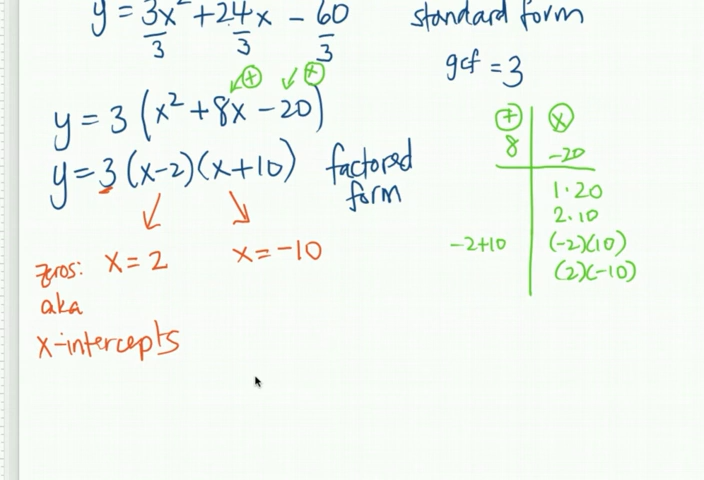 y = 3x² + 24x - 60 standard form
3 3 3
gcf = 3
+ x
y = 3 (x² + 8x - 20)
+ x
8 -20
y = 3 (x-2)(x+10) factored form
1·20
2·10
-2+10 (-2)(10)
(2)(-10)
zeros: x = 2 x = -10
aka
x-intercepts